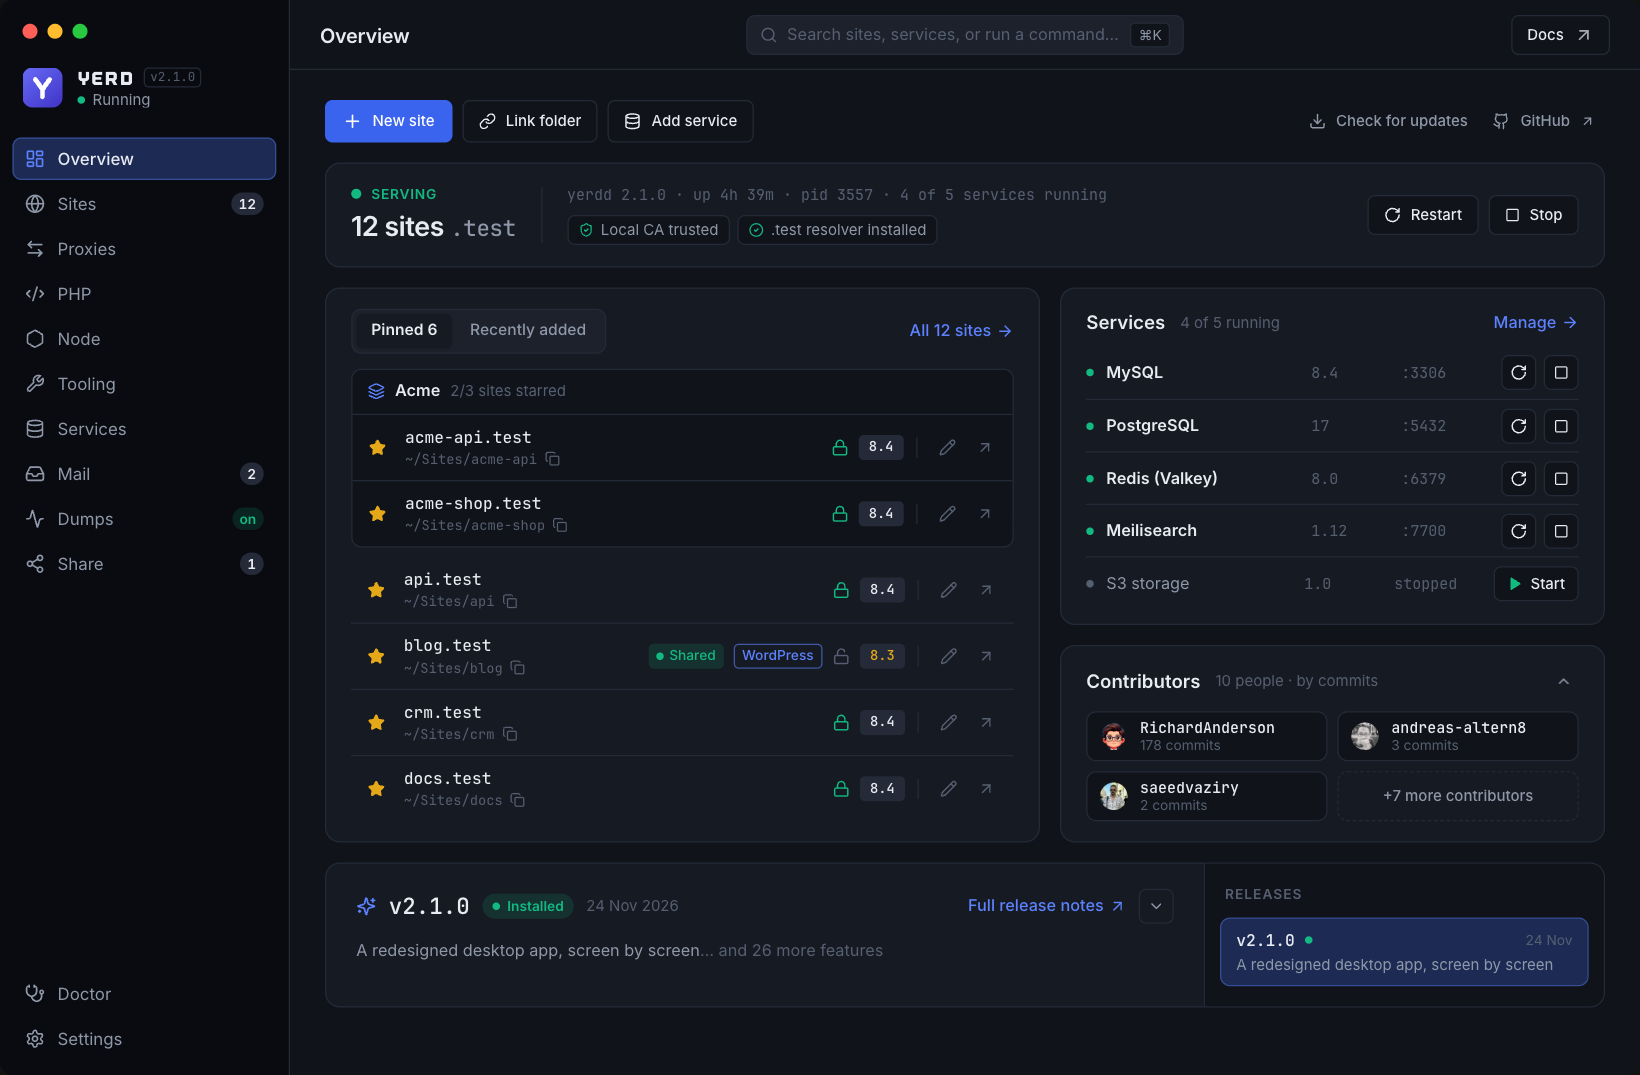 YERD v2.1.0
Running
Overview
Sites 12
Proxies
PHP
Node
Tooling
Services
Mail 2
Dumps on
Share 1
Doctor
Settings
Overview
Search sites, services, or run a command... ⌘K
Docs
New site
Link folder
Add service
Check for updates
GitHub
SERVING
12 sites .test
yerdd 2.1.0 · up 4h 39m · pid 3557 · 4 of 5 services running
Local CA trusted
.test resolver installed
Restart
Stop
Pinned 6
Recently added
All 12 sites
Acme 2/3 sites starred
acme-api.test
~/Sites/acme-api
8.4
acme-shop.test
~/Sites/acme-shop
8.4
api.test
~/Sites/api
8.4
blog.test
~/Sites/blog
Shared WordPress 8.3
crm.test
~/Sites/crm
8.4
docs.test
~/Sites/docs
8.4
Services 4 of 5 running
Manage
MySQL 8.4 :3306
PostgreSQL 17 :5432
Redis (Valkey) 8.0 :6379
Meilisearch 1.12 :7700
S3 storage 1.0 stopped Start
Contributors 10 people · by commits
RichardAnderson
178 commits
andreas-altern8
3 commits
saeedvaziry
2 commits
+7 more contributors
v2.1.0 Installed 24 Nov 2026
Full release notes
A redesigned desktop app, screen by screen... and 26 more features
RELEASES
v2.1.0 24 Nov
A redesigned desktop app, screen by screen